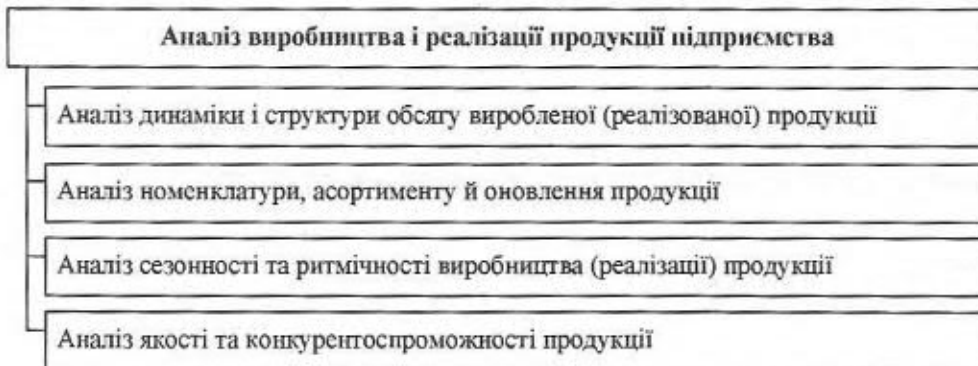 Аналіз виробництва і реалізації продукції підприємства
Аналіз динаміки і структури обсягу виробленої (реалізованої) продукції
Аналіз номенклатури, асортименту й оновлення продукції
Аналіз сезонності та ритмічності виробництва (реалізації) продукції
Аналіз якості та конкурентоспроможності продукції